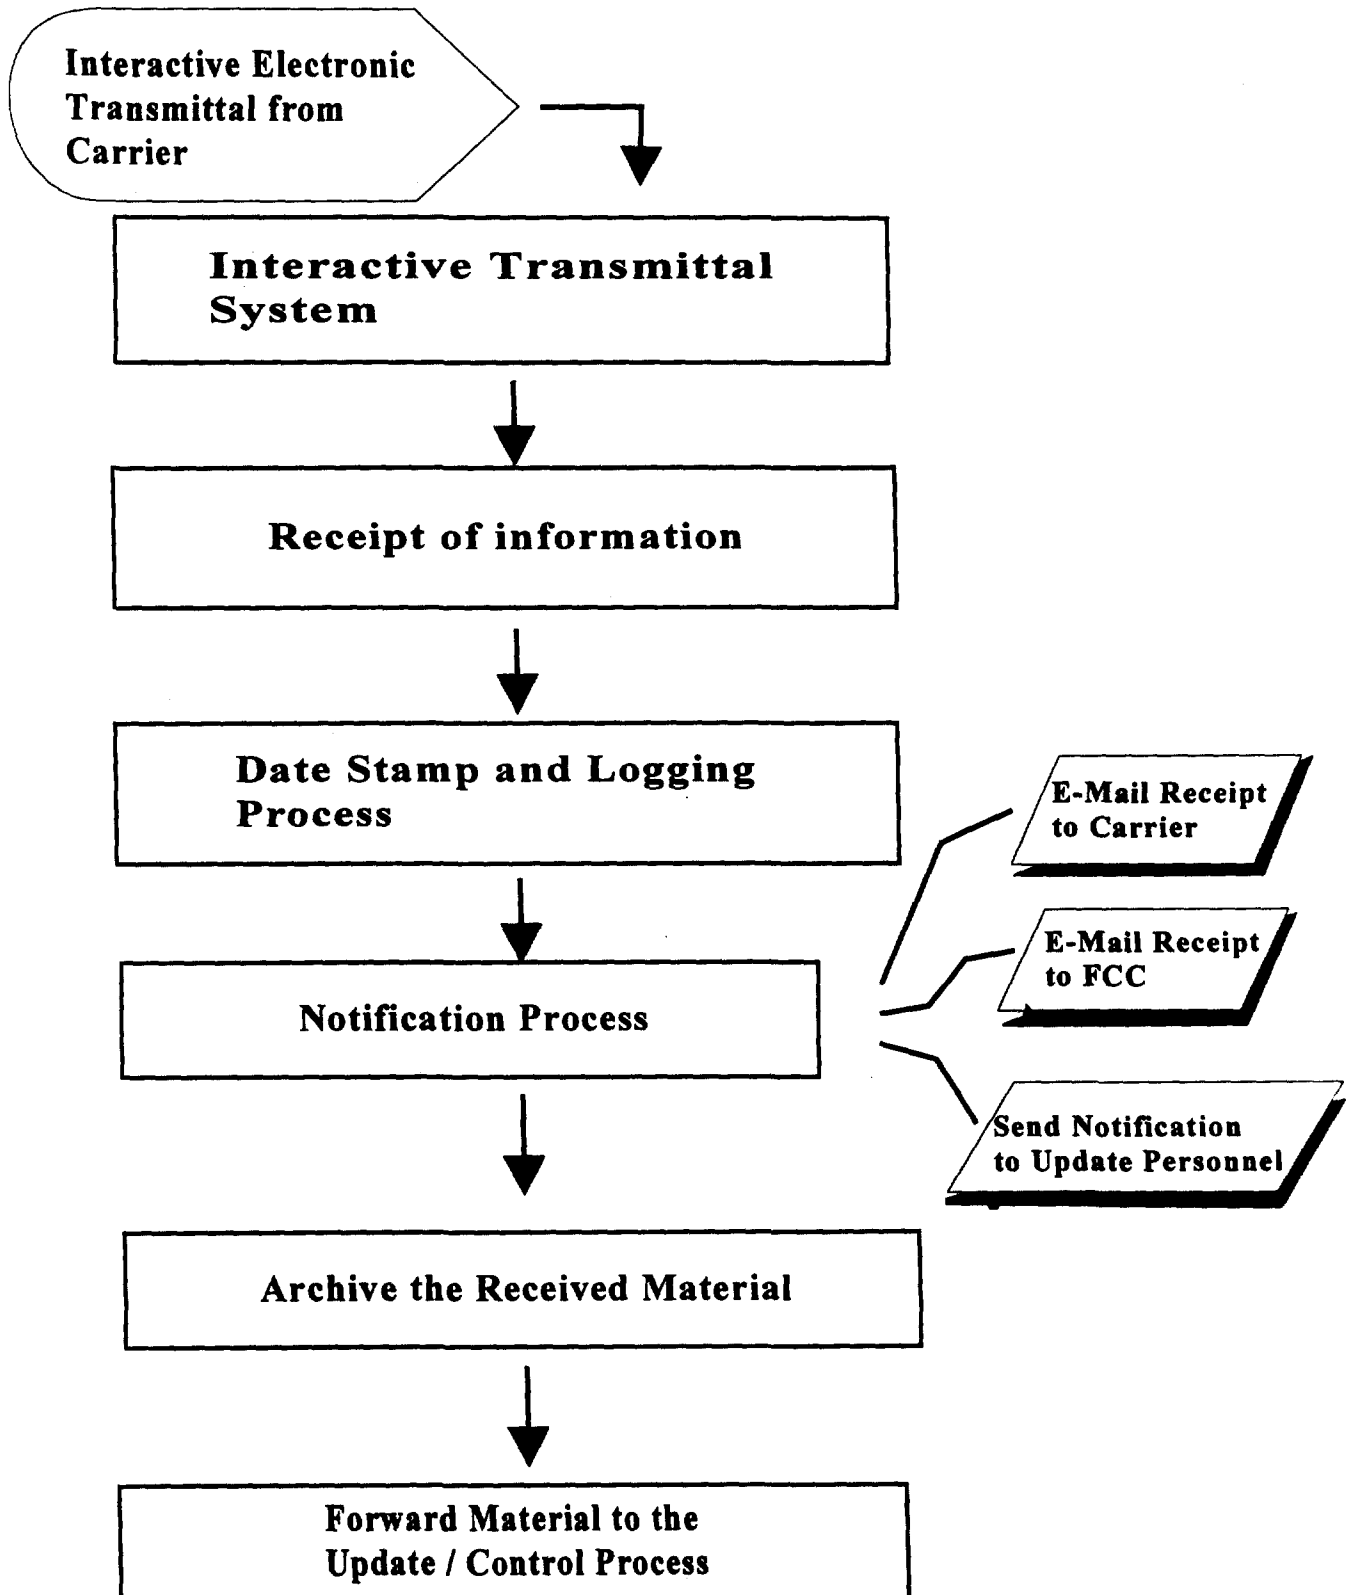 Interactive Electronic
Transmittal from
Carrier
Interactive Transmittal
System
Receipt of information
Date Stamp and Logging
Process
E-Mail Receipt
to Carrier
E-Mail Receipt
to FCC
Notification Process
Send Notification
to Update Personnel
Archive the Received Material
Forward Material to the
Update / Control Process